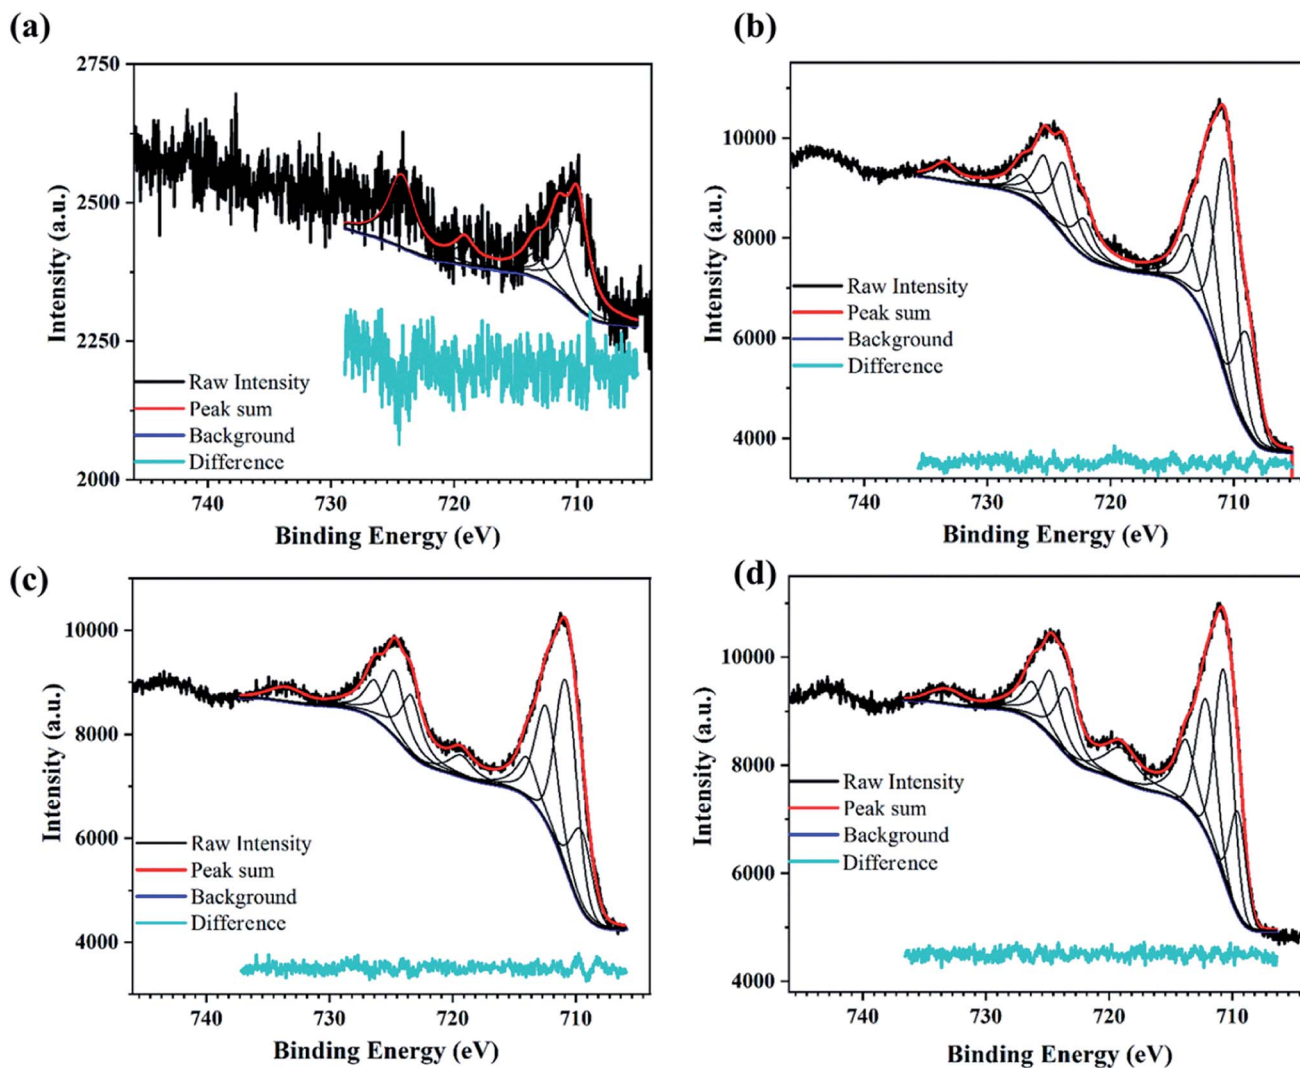 (a)
2750
2500
2250
2000
Intensity (a.u.)
Raw Intensity
Peak sum
Background
Difference
740 730 720 710
Binding Energy (eV)
(b)
10000
8000
6000
4000
Intensity (a.u.)
Raw Intensity
Peak sum
Background
Difference
740 730 720 710
Binding Energy (eV)
(c)
10000
8000
6000
4000
Intensity (a.u.)
Raw Intensity
Peak sum
Background
Difference
740 730 720 710
Binding Energy (eV)
(d)
10000
8000
6000
4000
Intensity (a.u.)
Raw Intensity
Peak sum
Background
Difference
740 730 720 710
Binding Energy (eV)